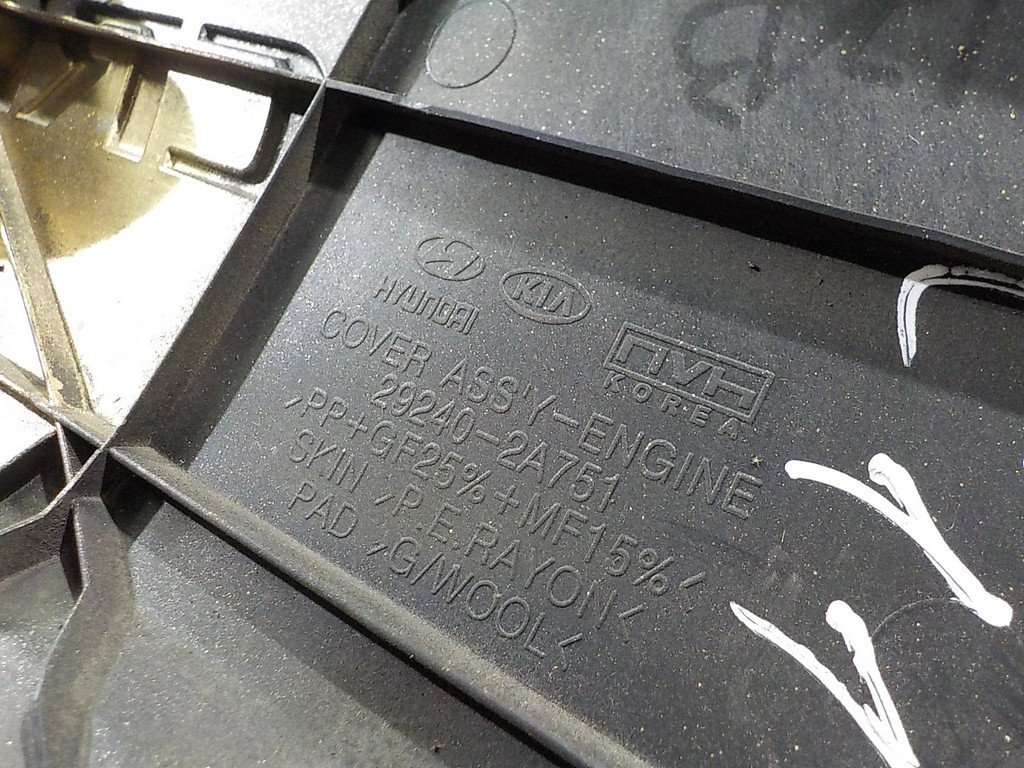 HYUNDAI
KIA
NVH
KOREA
COVER ASS'Y-ENGINE
29240-2A751
>PP+GF25%+MF15%<
SKIN >P.E.RAYON<
PAD >G/WOOL<